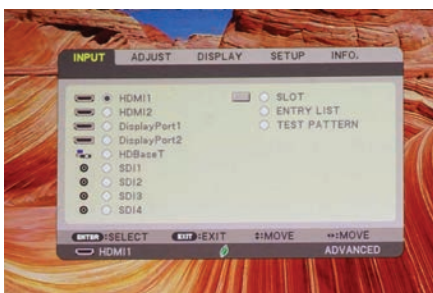 INPUT ADJUST DISPLAY SETUP INFO.
HDMI1
HDMI2
DisplayPort1
DisplayPort2
HDBaseT
SDI1
SDI2
SDI3
SDI4
SLOT
ENTRY LIST
TEST PATTERN
ENTER:SELECT EXIT:EXIT ↕:MOVE ↔:MOVE
HDMI1 ADVANCED